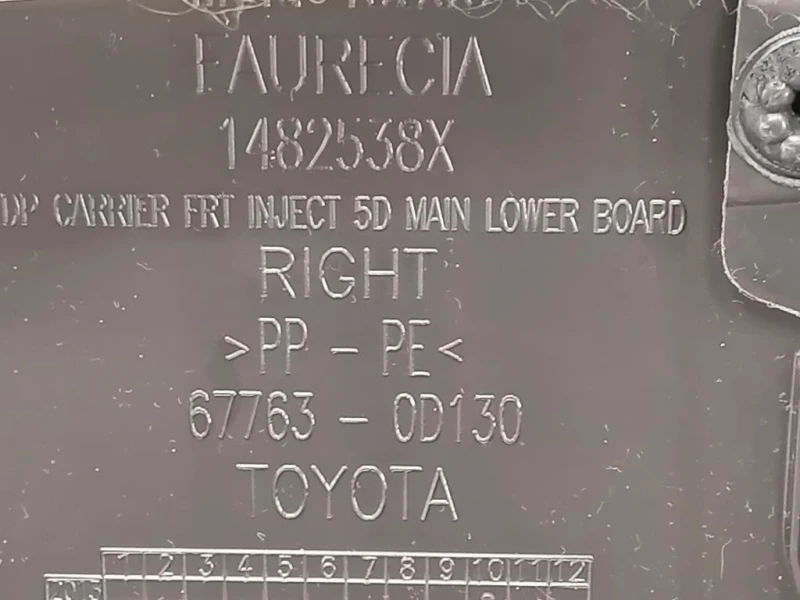 FAURECIA
1482538X
DP CARRIER FRT INJECT 5D MAIN LOWER BOARD
RIGHT
>PP - PE<
67763 - 0D130
TOYOTA
1 2 3 4 5 6 7 8 9 10 11 12